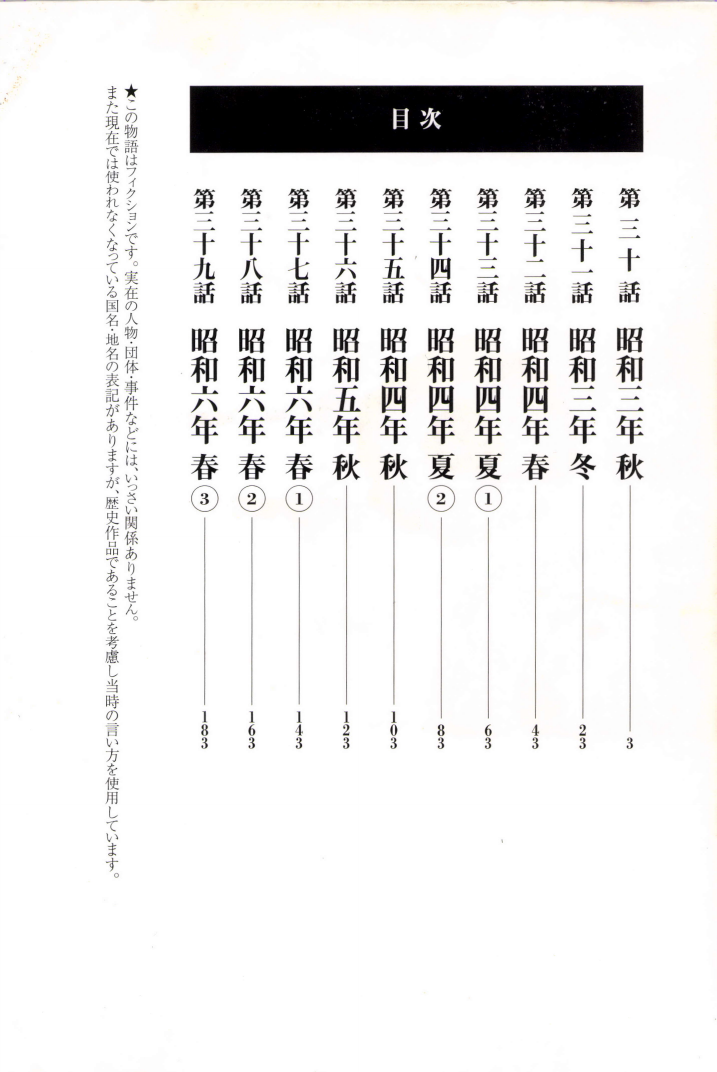 目次
第三十話 昭和三年 秋 3
第三十一話 昭和三年 冬 23
第三十二話 昭和四年 春 43
第三十三話 昭和四年 夏① 63
第三十四話 昭和四年 夏② 83
第三十五話 昭和四年 秋 103
第三十六話 昭和五年 秋 123
第三十七話 昭和六年 春① 143
第三十八話 昭和六年 春② 163
第三十九話 昭和六年 春③ 183
★この物語はフィクションです。実在の人物・団体・事件などには、いっさい関係ありません。
また現在では使われなくなっている国名・地名の表記がありますが、歴史作品であることを考慮し当時の言い方を使用しています。